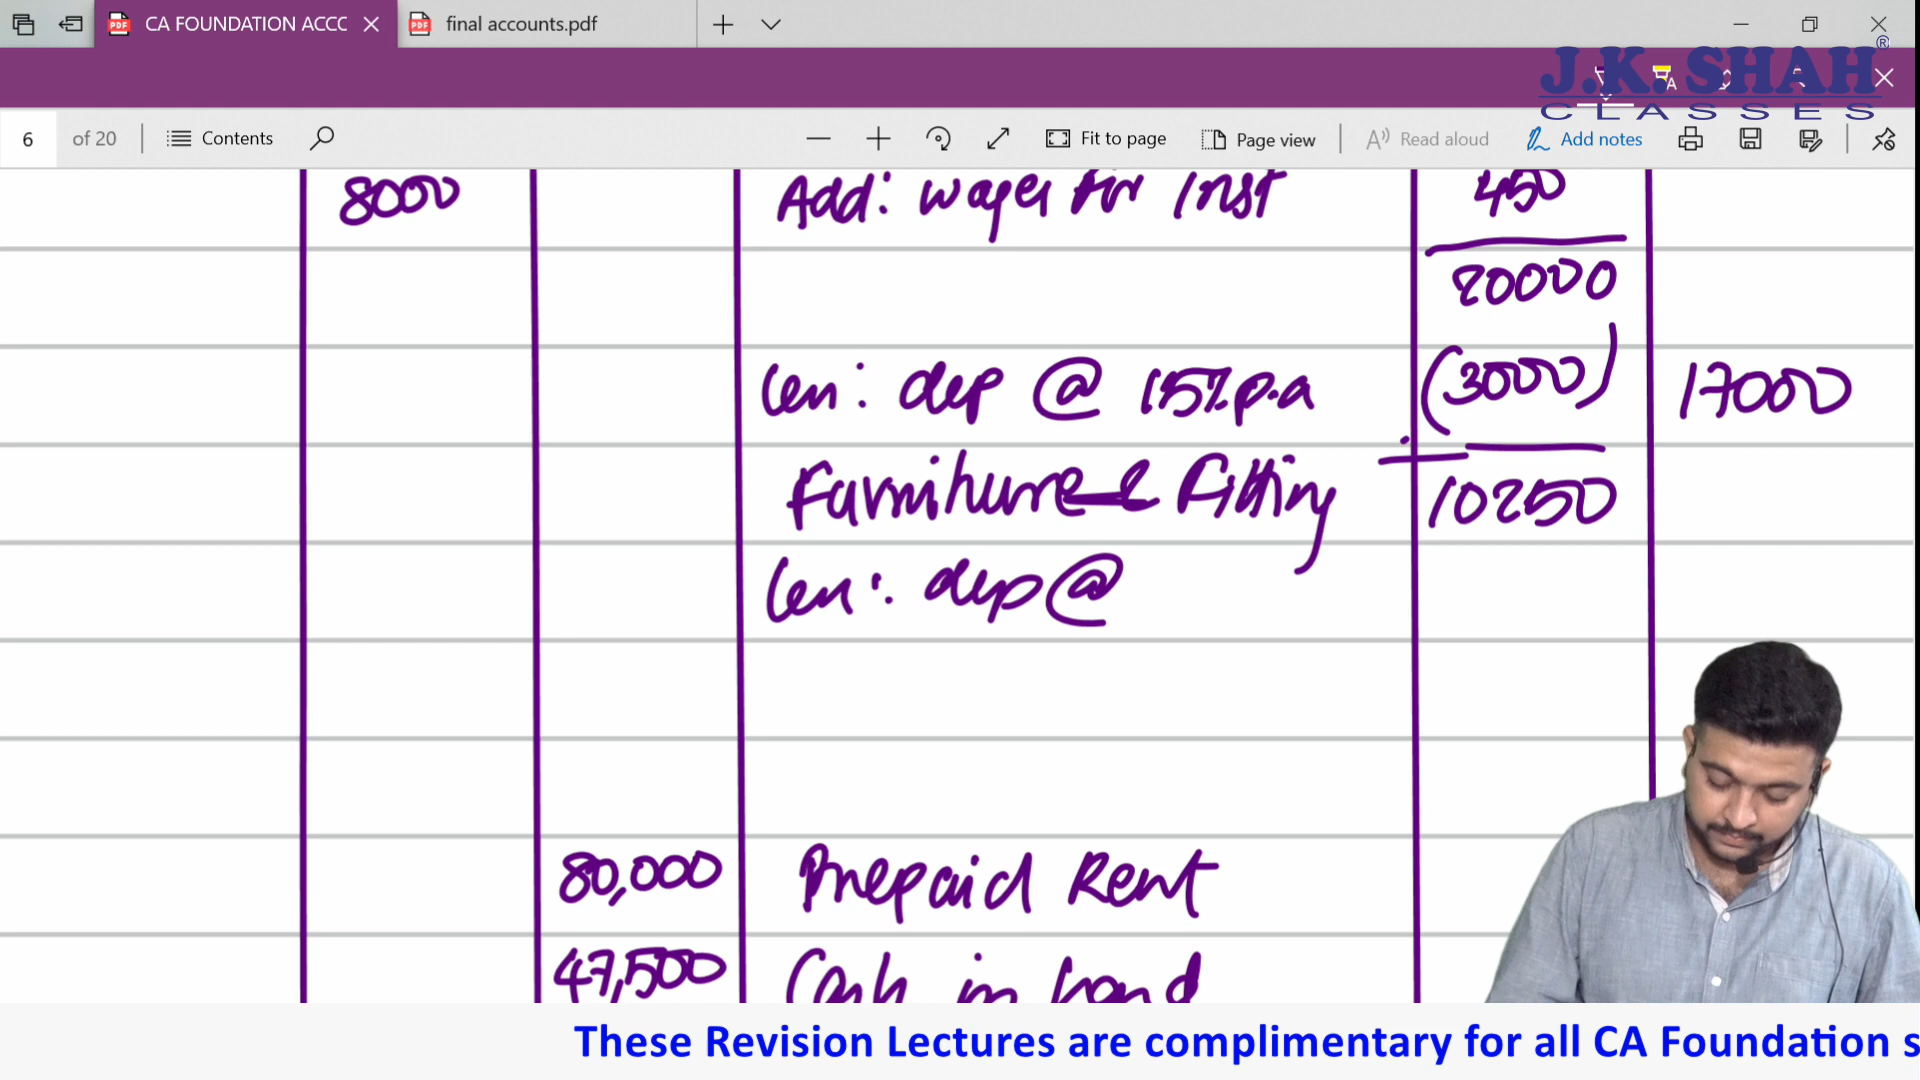 CA FOUNDATION ACCC
final accounts.pdf
J.K. SHAH®
CLASSES
6 of 20 Contents Fit to page Page view Read aloud Add notes
8000 Add: wages for Inst 450
20000
Less: dep @ 15% p.a (3000) 17000
Furniture & Fitting 10250
Less: dep @
80,000 Prepaid Rent
47,500 Cash in hand
These Revision Lectures are complimentary for all CA Foundation s